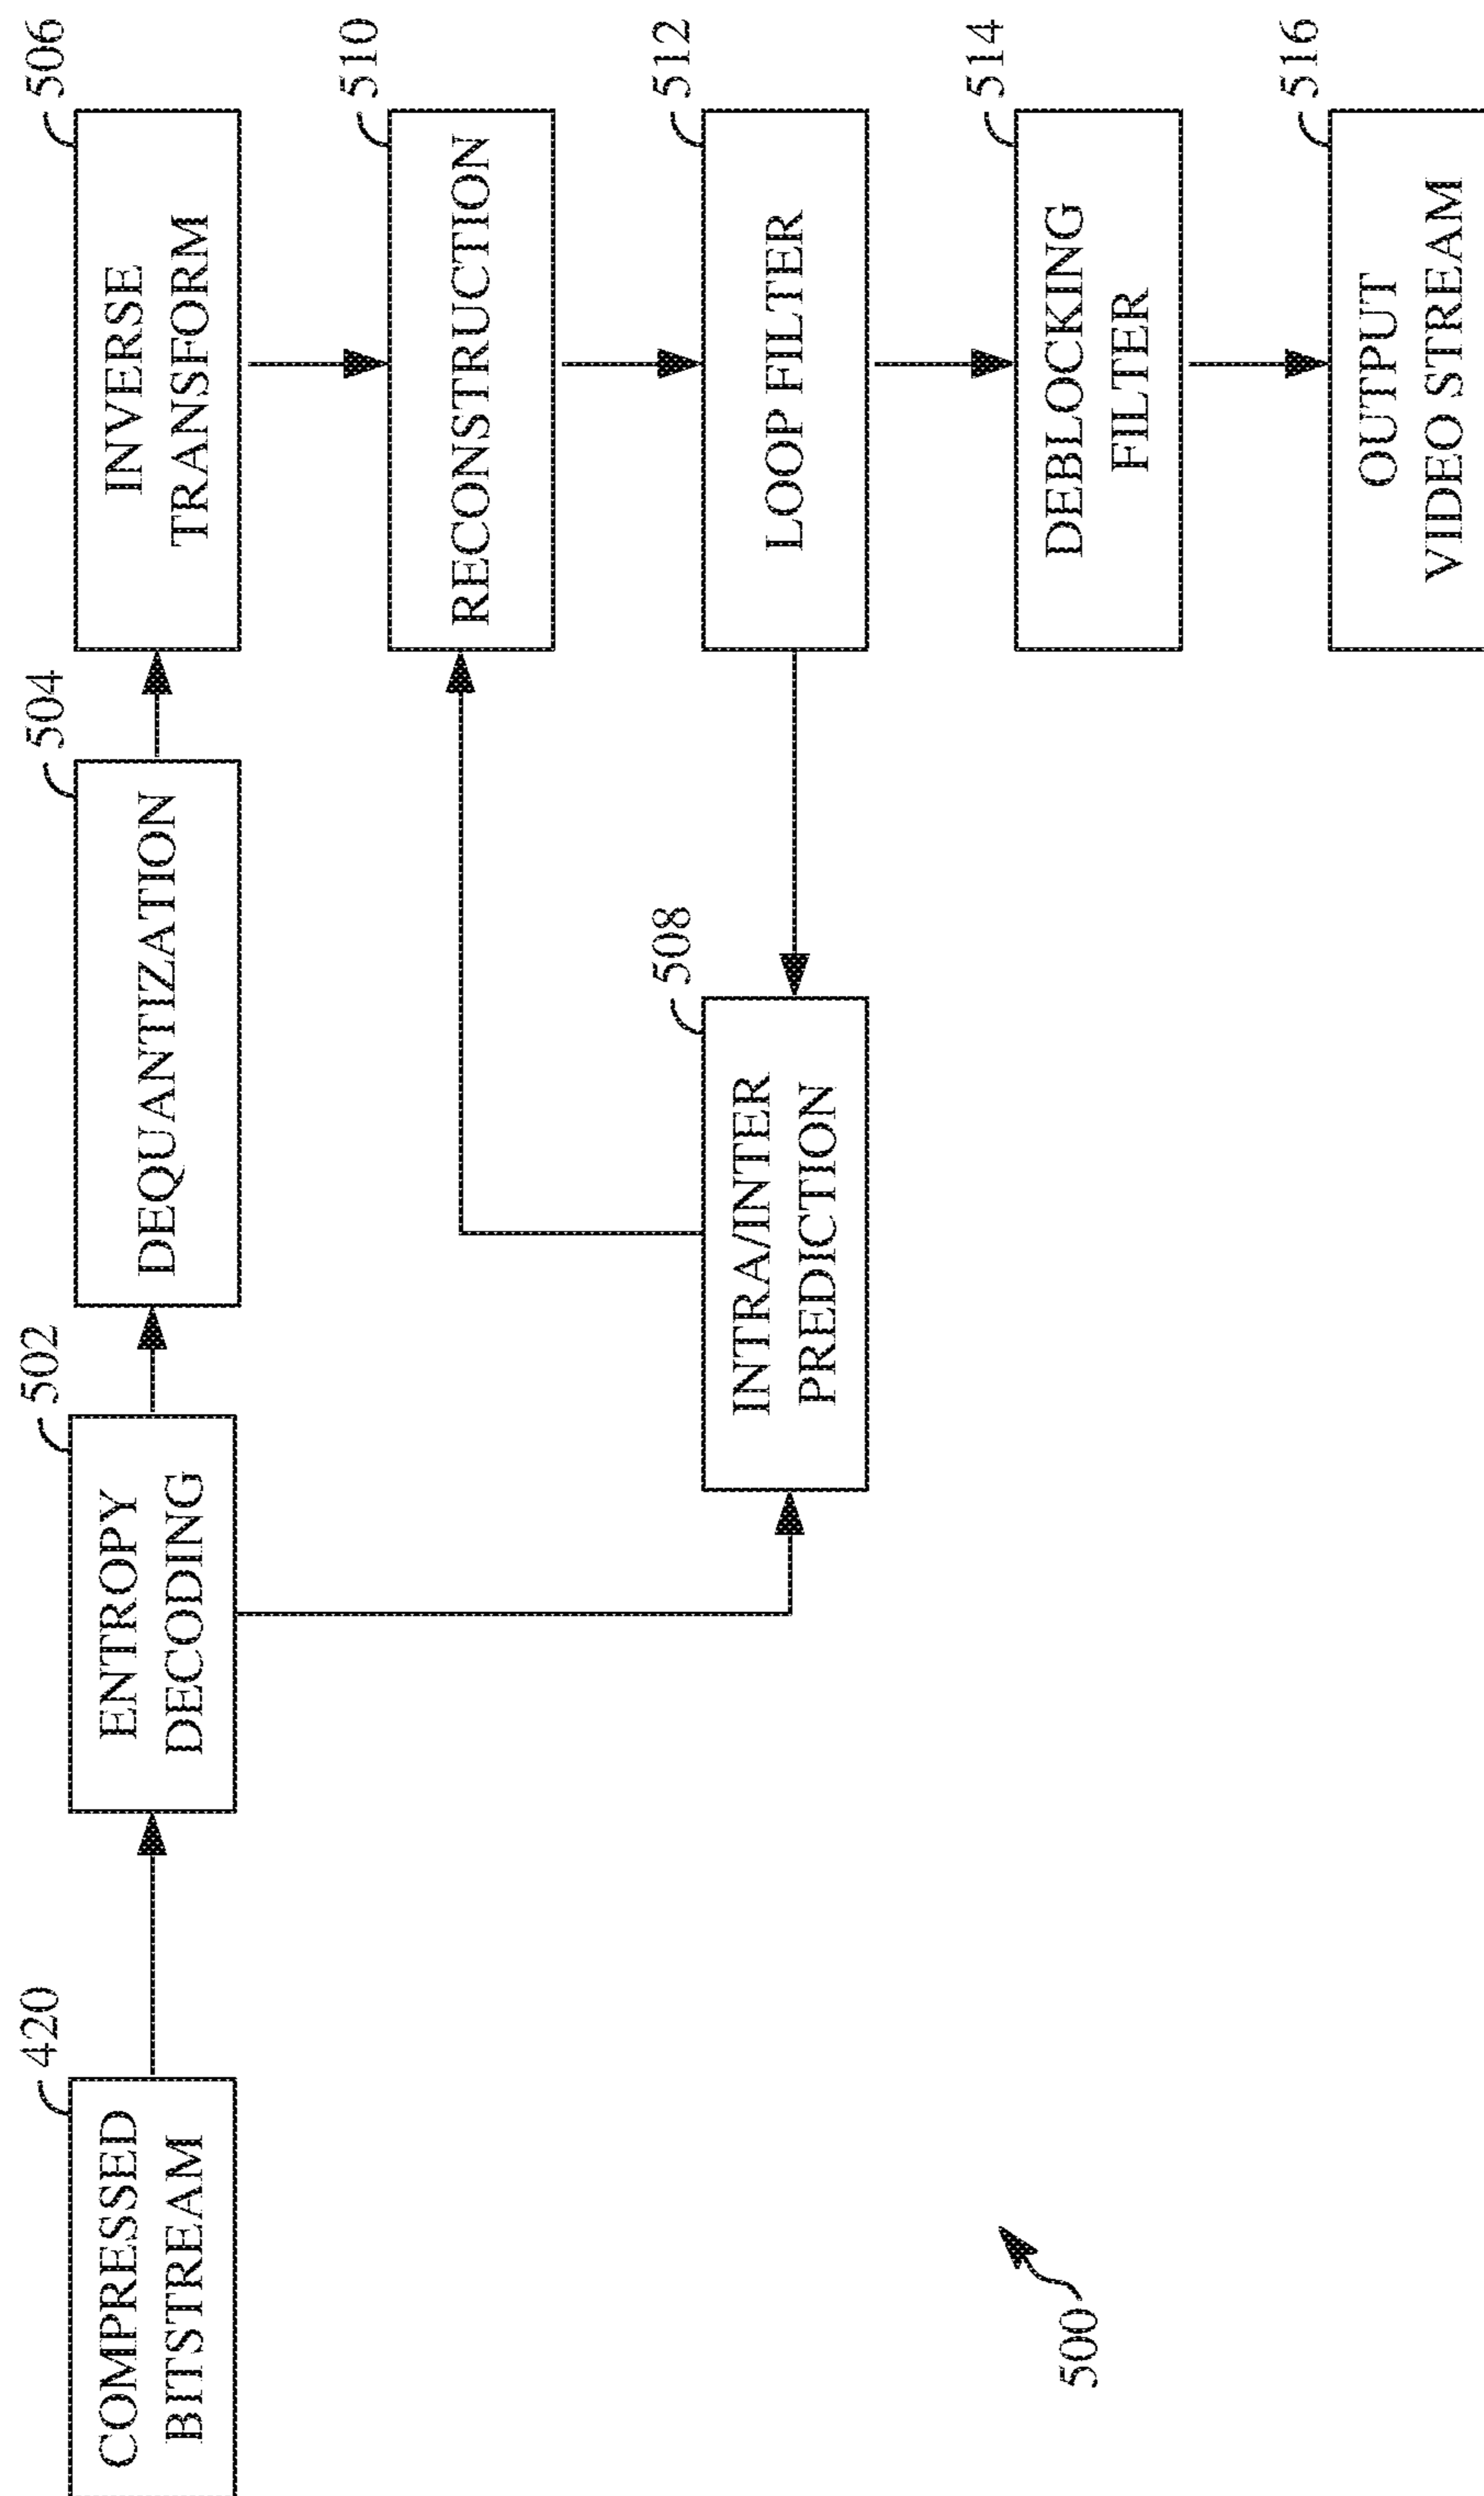 420
COMPRESSED
BITSTREAM
502
ENTROPY
DECODING
504
DEQUANTIZATION
506
INVERSE
TRANSFORM
508
INTRA/INTER
PREDICTION
510
RECONSTRUCTION
512
LOOP FILTER
514
DEBLOCKING
FILTER
516
OUTPUT
VIDEO STREAM
500